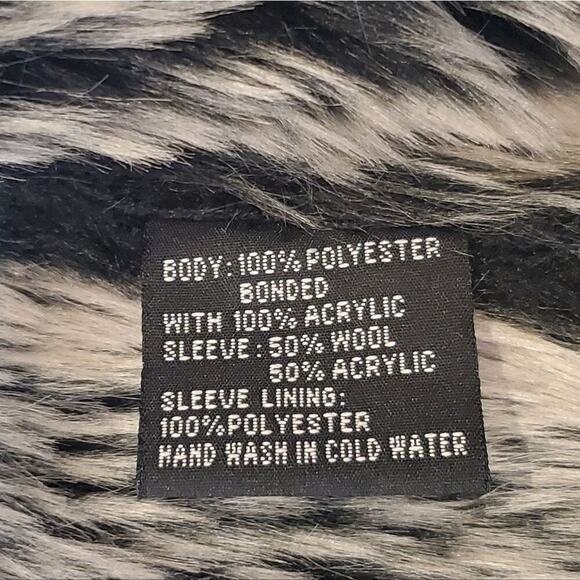 BODY: 100% POLYESTER
BONDED
WITH 100% ACRYLIC
SLEEVE: 50% WOOL
50% ACRYLIC
SLEEVE LINING:
100% POLYESTER
HAND WASH IN COLD WATER